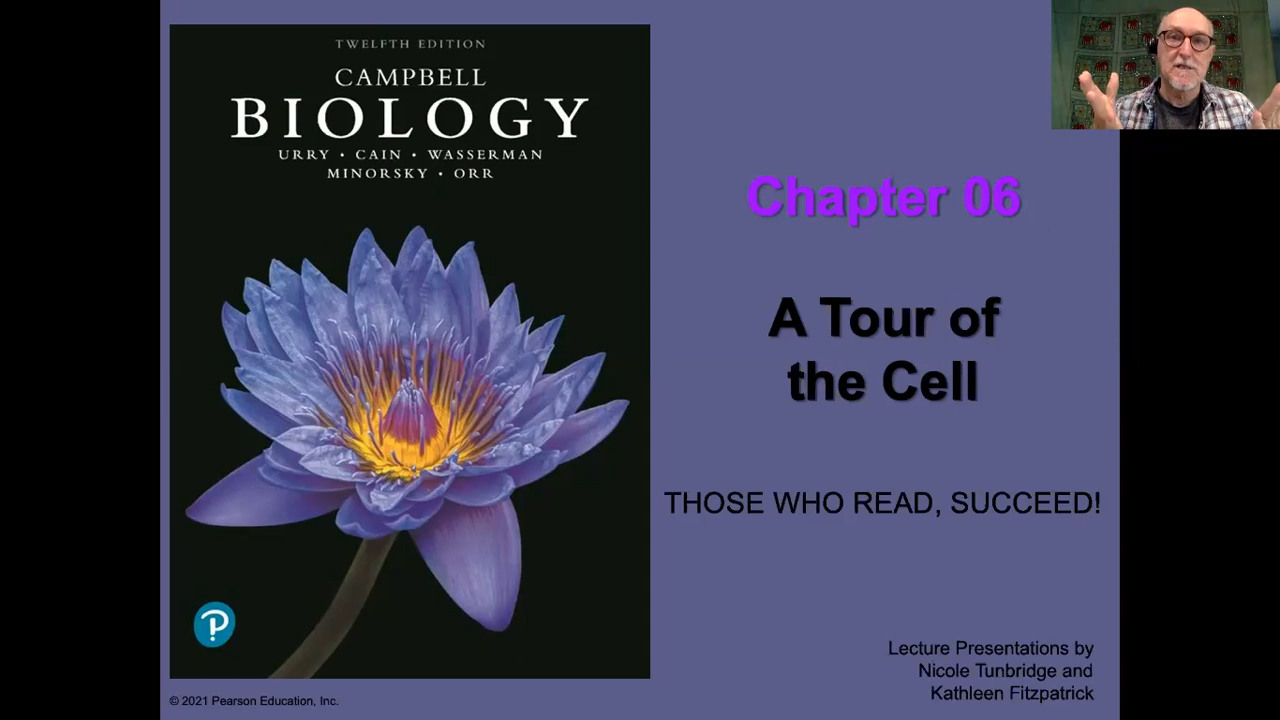 TWELFTH EDITION
CAMPBELL
BIOLOGY
URRY • CAIN • WASSERMAN
MINORSKY • ORR
P
© 2021 Pearson Education, Inc.
Chapter 06
A Tour of
the Cell
THOSE WHO READ, SUCCEED!
Lecture Presentations by
Nicole Tunbridge and
Kathleen Fitzpatrick